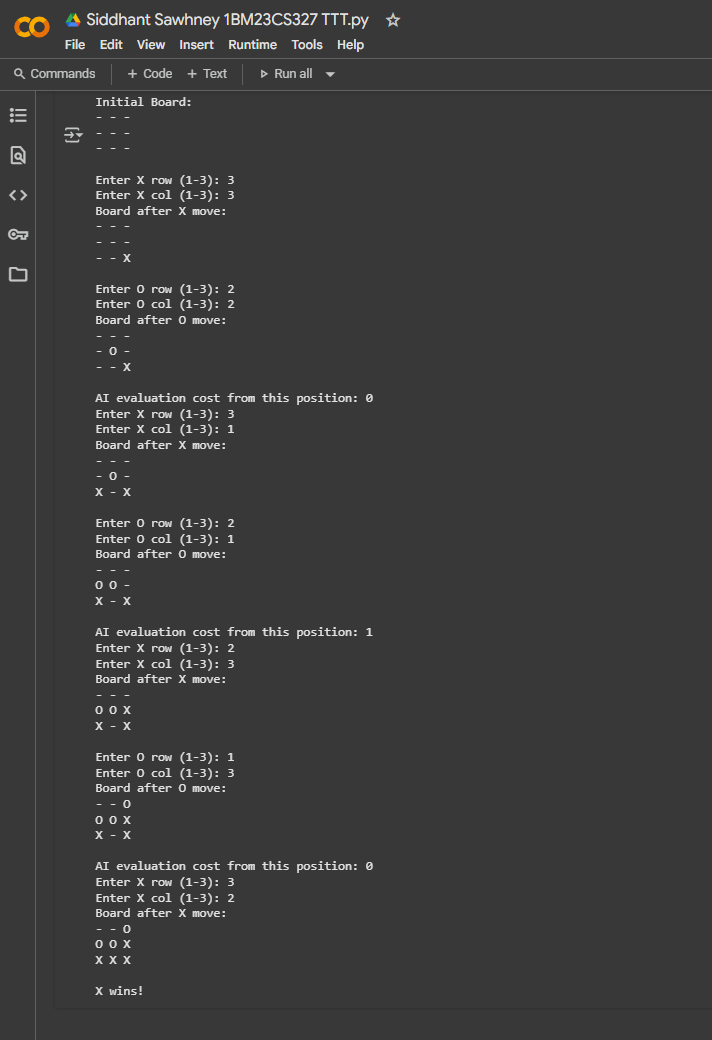 Siddhant Sawhney 1BM23CS327 TTT.py
File Edit View Insert Runtime Tools Help
Commands + Code + Text Run all
Initial Board:
- - -
- - -
- - -
Enter X row (1-3): 3
Enter X col (1-3): 3
Board after X move:
- - -
- - -
- - X
Enter O row (1-3): 2
Enter O col (1-3): 2
Board after O move:
- - -
- O -
- - X
AI evaluation cost from this position: 0
Enter X row (1-3): 3
Enter X col (1-3): 1
Board after X move:
- - -
- O -
X - X
Enter O row (1-3): 2
Enter O col (1-3): 1
Board after O move:
- - -
O O -
X - X
AI evaluation cost from this position: 1
Enter X row (1-3): 2
Enter X col (1-3): 3
Board after X move:
- - -
O O X
X - X
Enter O row (1-3): 1
Enter O col (1-3): 3
Board after O move:
- - O
O O X
X - X
AI evaluation cost from this position: 0
Enter X row (1-3): 3
Enter X col (1-3): 2
Board after X move:
- - O
O O X
X X X
X wins!